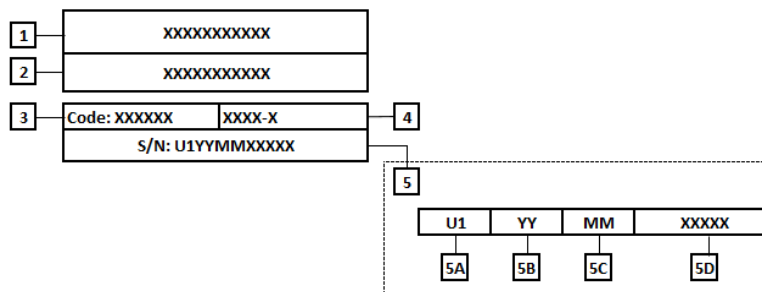 1 XXXXXXXXXXX
2 XXXXXXXXXXX
3 Code: XXXXXX XXXX-X 4
S/N: U1YYMMXXXXX
5
U1 YY MM XXXXX
5A 5B 5C 5D